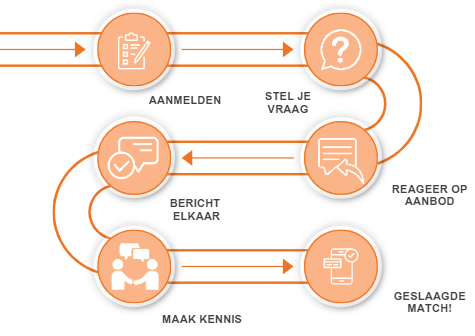 AANMELDEN
STEL JE
VRAAG
REAGEER OP
AANBOD
BERICHT
ELKAAR
MAAK KENNIS
GESLAAGDE
MATCH!